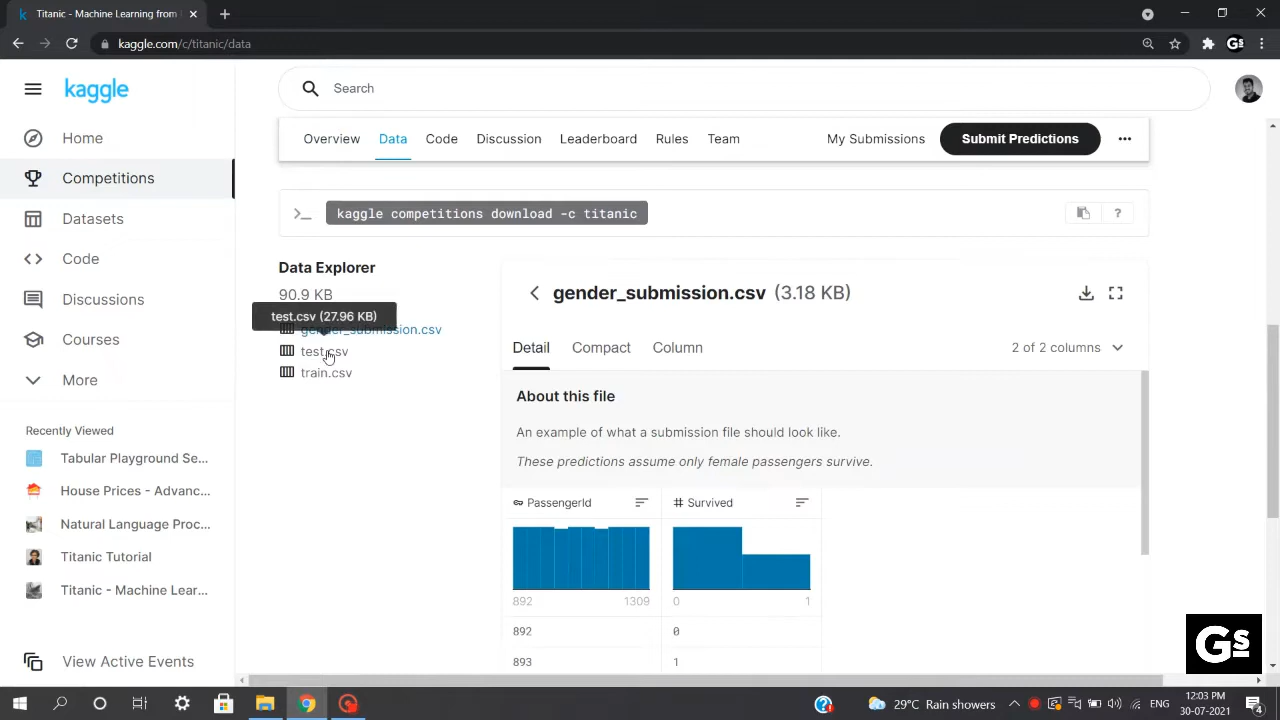 Titanic - Machine Learning from
kaggle.com/c/titanic/data
Gs
kaggle
Search
Home
Competitions
Datasets
Code
Discussions
Courses
More
Recently Viewed
Tabular Playground Se...
House Prices - Advanc...
Natural Language Proc...
Titanic Tutorial
Titanic - Machine Lear...
View Active Events
Overview Data Code Discussion Leaderboard Rules Team My Submissions Submit Predictions
>_ kaggle competitions download -c titanic ?
Data Explorer
90.9 KB
test.csv (27.96 KB)
gender_submission.csv
test.csv
train.csv
gender_submission.csv (3.18 KB)
Detail Compact Column 2 of 2 columns
About this file
An example of what a submission file should look like.
These predictions assume only female passengers survive.
PassengerId # Survived
892 1309 0 1
892 0
893 1
Gs
29°C Rain showers ENG 12:03 PM
30-07-2021 4